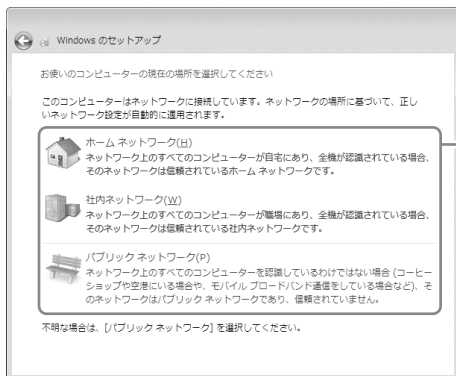 Windows のセットアップ
お使いのコンピューターの現在の場所を選択してください
このコンピューターはネットワークに接続しています。ネットワークの場所に基づいて、正し
いネットワーク設定が自動的に適用されます。
ホーム ネットワーク(H)
ネットワーク上のすべてのコンピューターが自宅にあり、全機が認識されている場合、
そのネットワークは信頼されているホーム ネットワークです。
社内ネットワーク(W)
ネットワーク上のすべてのコンピューターが職場にあり、全機が認識されている場合、
そのネットワークは信頼されている社内ネットワークです。
パブリック ネットワーク(P)
ネットワーク上のすべてのコンピューターを認識しているわけではない場合 (コーヒー
ショップや空港にいる場合や、モバイル ブロードバンド通信をしている場合など)、そ
のネットワークはパブリック ネットワークであり、信頼されていません。
不明な場合は、[パブリック ネットワーク] を選択してください。